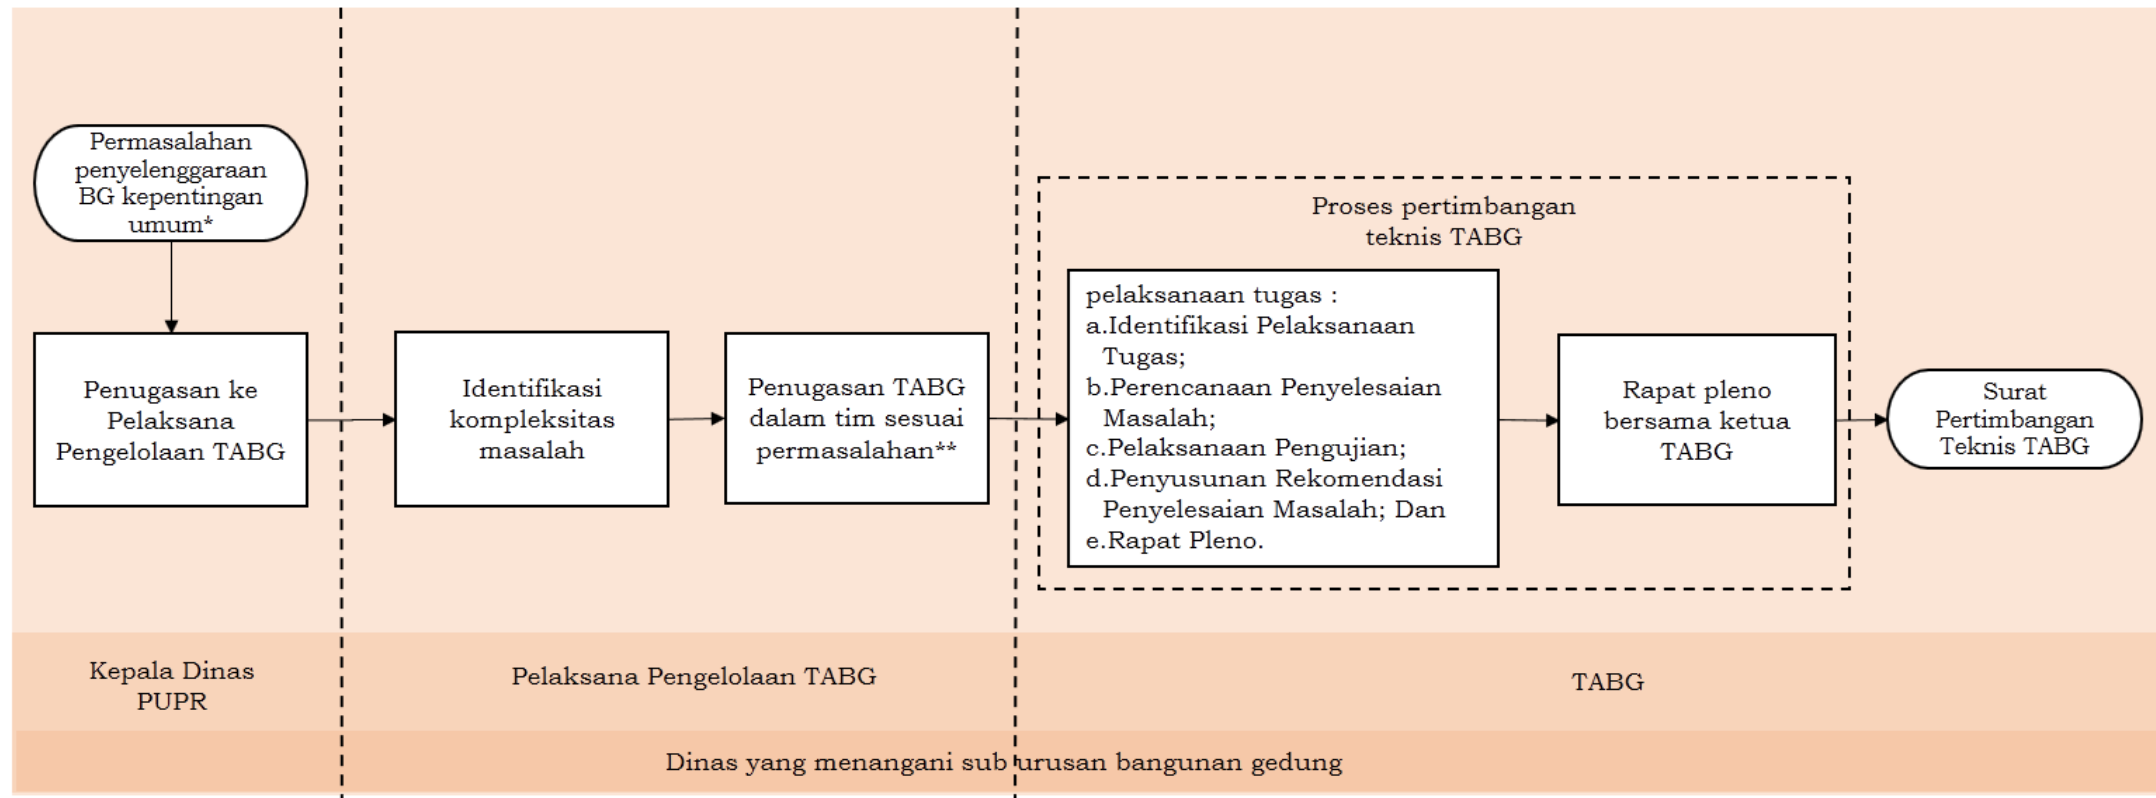 Permasalahan
penyelenggaraan
BG kepentingan
umum*
Penugasan ke
Pelaksana
Pengelolaan TABG
Identifikasi
kompleksitas
masalah
Penugasan TABG
dalam tim sesuai
permasalahan**
Proses pertimbangan
teknis TABG
pelaksanaan tugas :
a.Identifikasi Pelaksanaan
Tugas;
b.Perencanaan Penyelesaian
Masalah;
c.Pelaksanaan Pengujian;
d.Penyusunan Rekomendasi
Penyelesaian Masalah; Dan
e.Rapat Pleno.
Rapat pleno
bersama ketua
TABG
Surat
Pertimbangan
Teknis TABG
Kepala Dinas
PUPR
Pelaksana Pengelolaan TABG
TABG
Dinas yang menangani sub urusan bangunan gedung